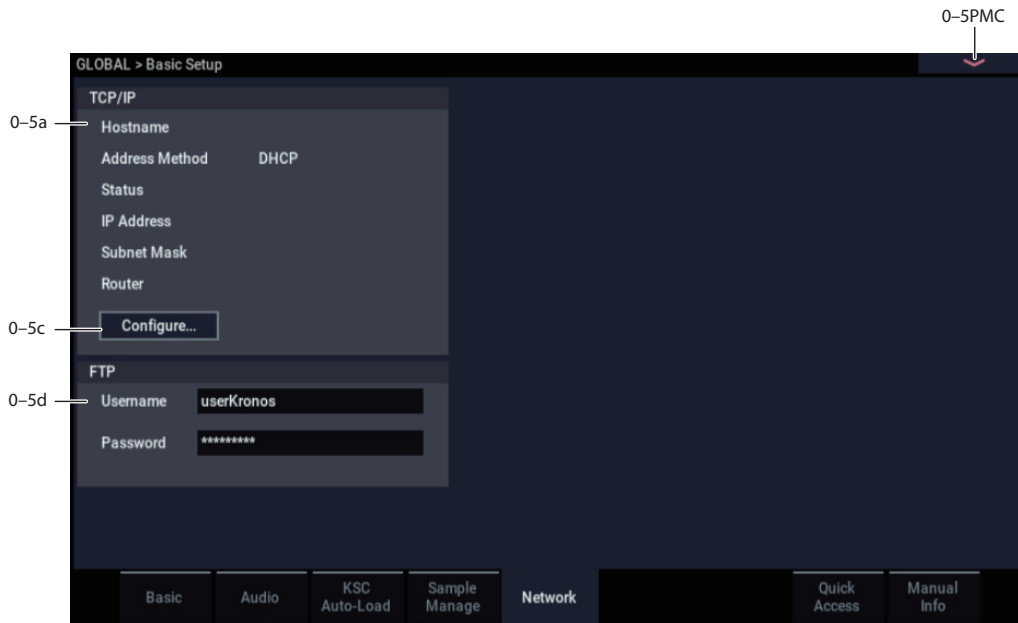 0–5PMC
GLOBAL > Basic Setup
TCP/IP
0–5a
Hostname
Address Method DHCP
Status
IP Address
Subnet Mask
Router
0–5c
Configure...
FTP
0–5d
Username userKronos
Password *********
Basic
Audio
KSC
Auto-Load
Sample
Manage
Network
Quick
Access
Manual
Info